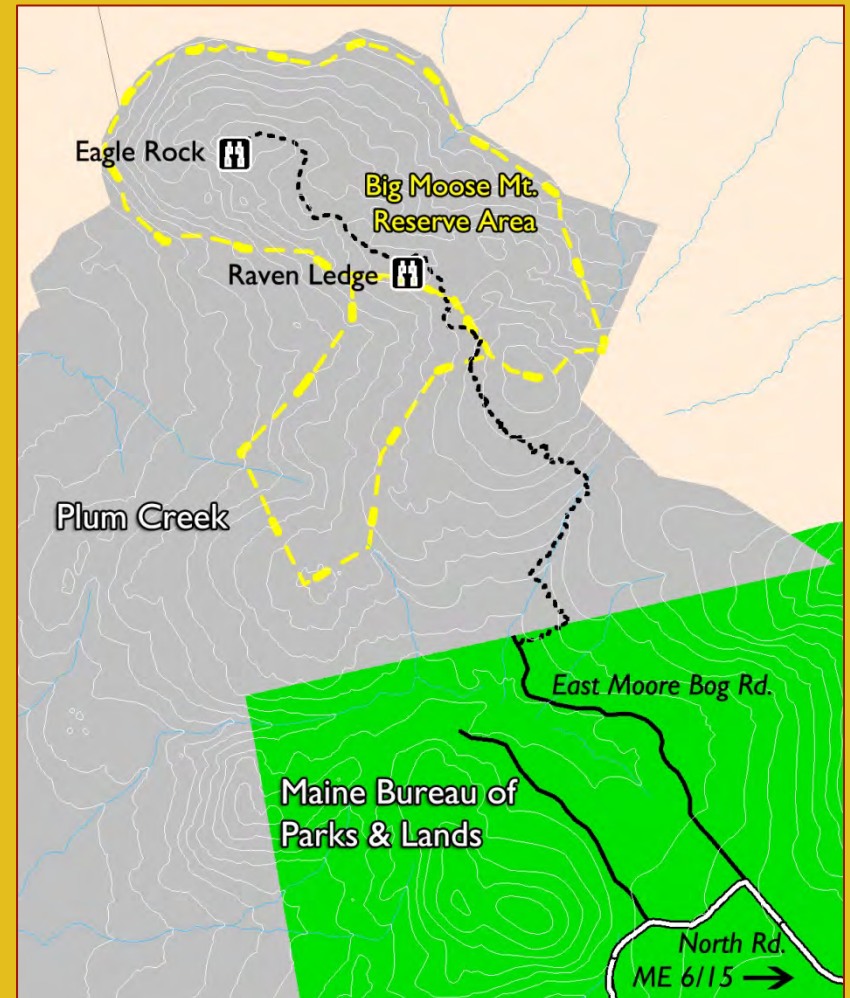 Eagle Rock
Big Moose Mt.
Reserve Area
Raven Ledge
Plum Creek
East Moore Bog Rd.
Maine Bureau of
Parks & Lands
North Rd.
ME 6/15